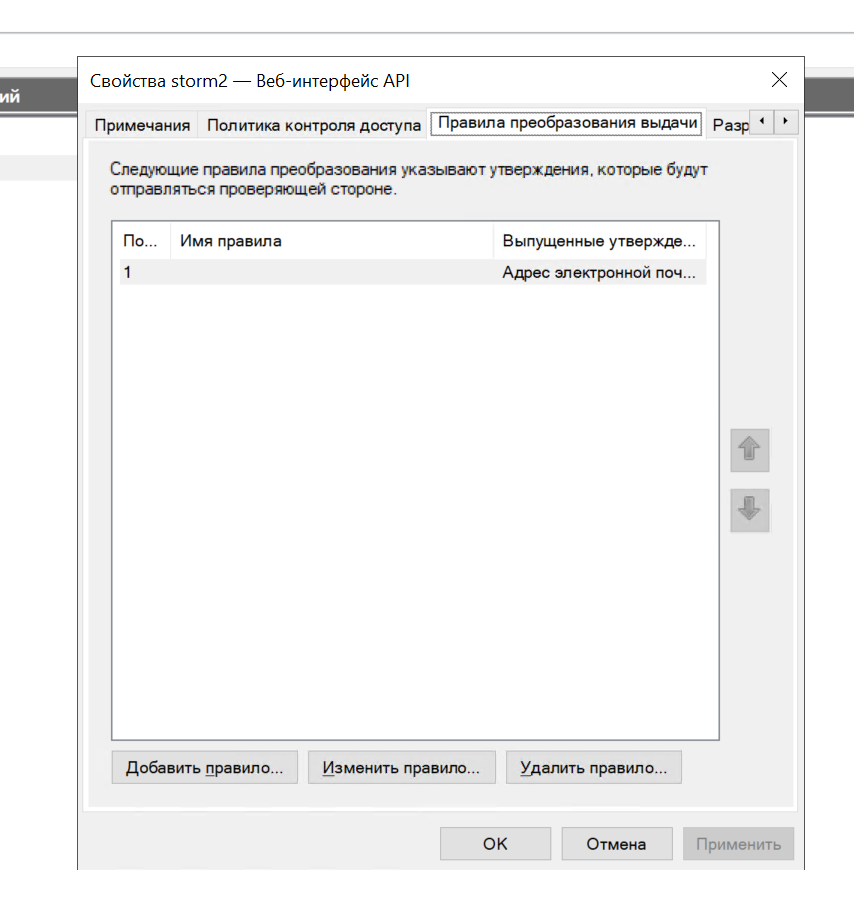 ий
Свойства storm2 — Веб-интерфейс API
Примечания Политика контроля доступа Правила преобразования выдачи Разр
Следующие правила преобразования указывают утверждения, которые будут
отправляться проверяющей стороне.
По... Имя правила Выпущенные утвержде...
1 Адрес электронной поч...
Добавить правило... Изменить правило... Удалить правило...
OK Отмена Применить